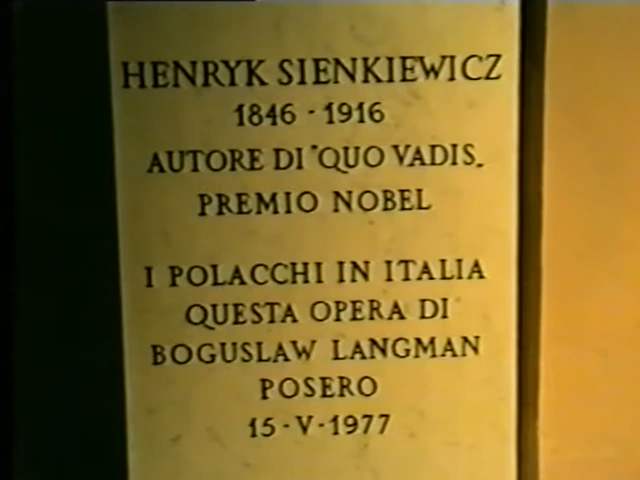 HENRYK SIENKIEWICZ
1846 - 1916
AUTORE DI "QUO VADIS„
PREMIO NOBEL
I POLACCHI IN ITALIA
QUESTA OPERA DI
BOGUSLAW LANGMAN
POSERO
15 - V - 1977